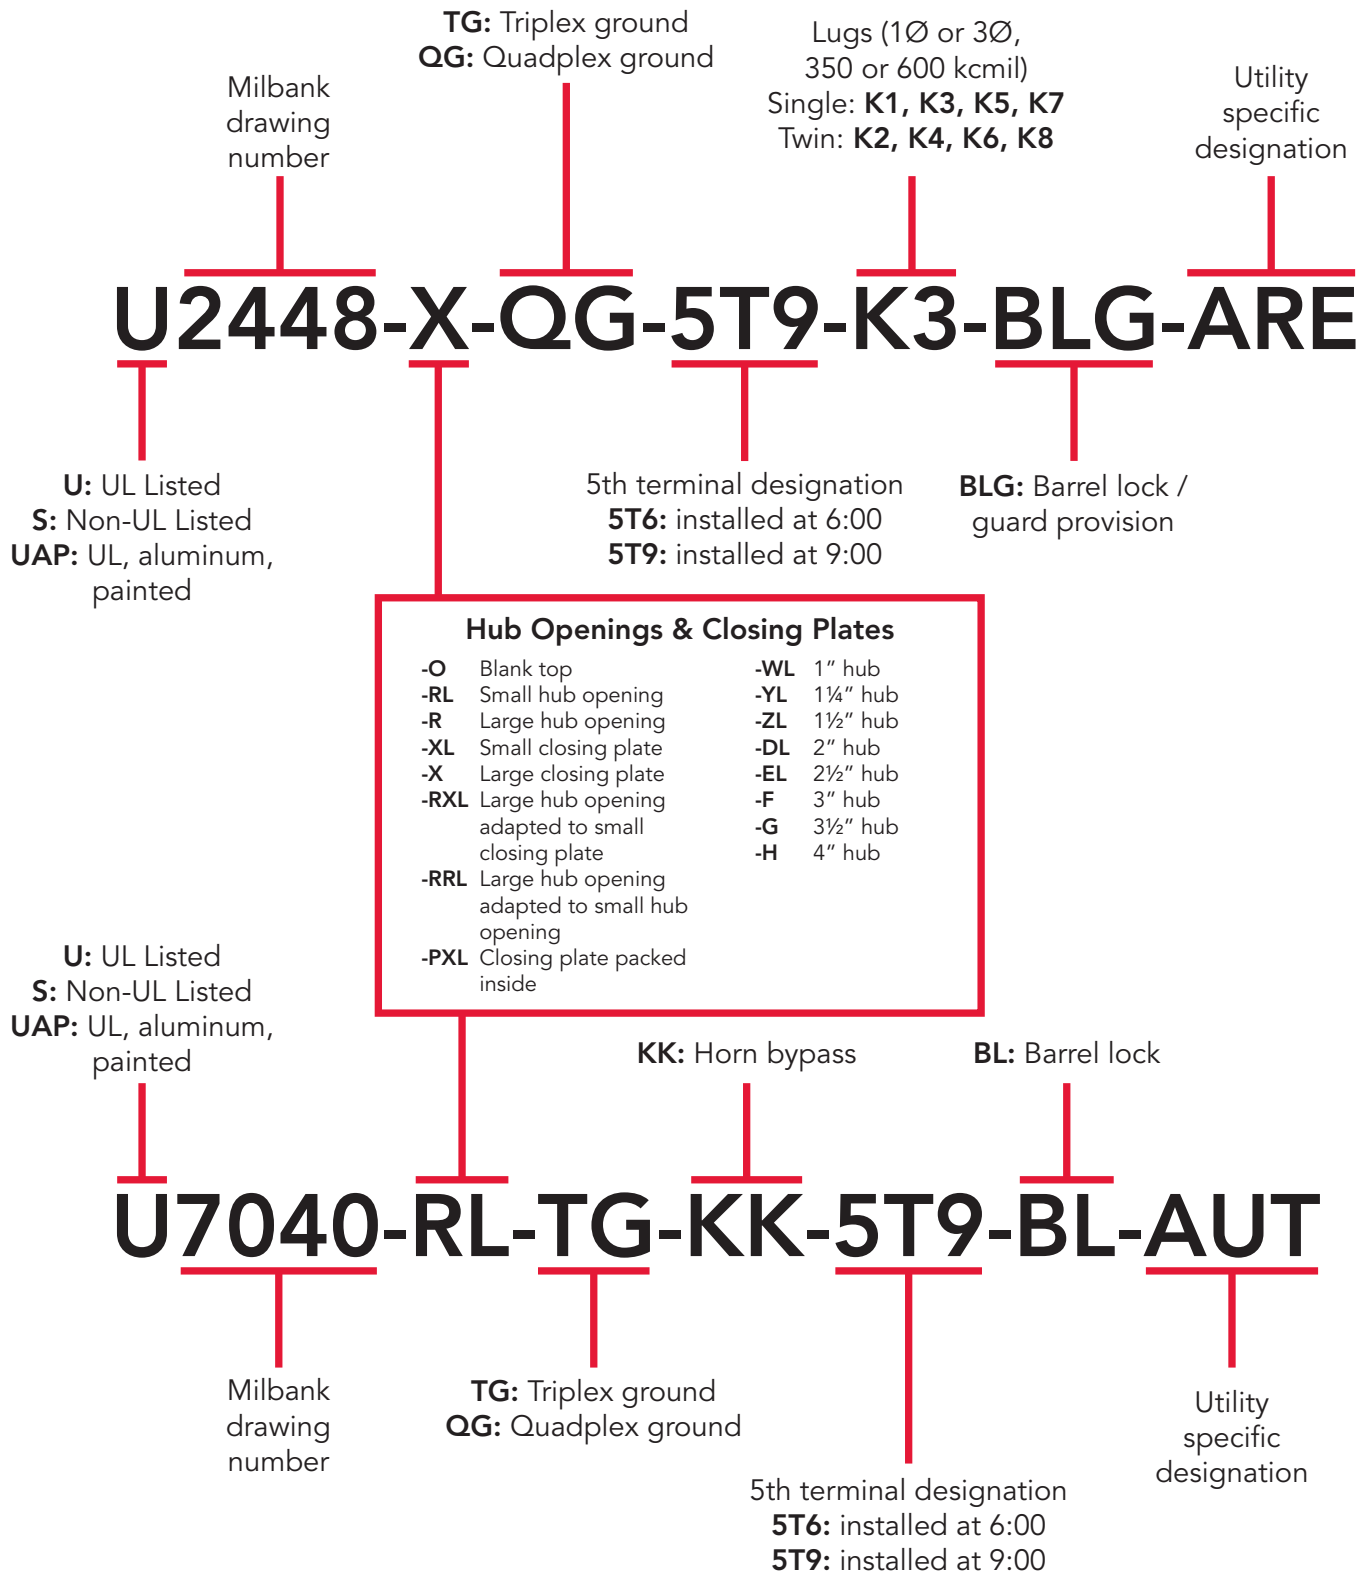 TG: Triplex ground
QG: Quadplex ground
Lugs (1Ø or 3Ø,
350 or 600 kcmil)
Single: K1, K3, K5, K7
Twin: K2, K4, K6, K8
Milbank
drawing
number
Utility
specific
designation
U2448-X-QG-5T9-K3-BLG-ARE
U: UL Listed
S: Non-UL Listed
UAP: UL, aluminum,
painted
5th terminal designation
5T6: installed at 6:00
5T9: installed at 9:00
BLG: Barrel lock /
guard provision
Hub Openings & Closing Plates
-O Blank top
-RL Small hub opening
-R Large hub opening
-XL Small closing plate
-X Large closing plate
-RXL Large hub opening
adapted to small
closing plate
-RRL Large hub opening
adapted to small hub
opening
-PXL Closing plate packed
inside
-WL 1” hub
-YL 1¼” hub
-ZL 1½” hub
-DL 2” hub
-EL 2½” hub
-F 3” hub
-G 3½” hub
-H 4” hub
U: UL Listed
S: Non-UL Listed
UAP: UL, aluminum,
painted
KK: Horn bypass
BL: Barrel lock
U7040-RL-TG-KK-5T9-BL-AUT
Milbank
drawing
number
TG: Triplex ground
QG: Quadplex ground
5th terminal designation
5T6: installed at 6:00
5T9: installed at 9:00
Utility
specific
designation